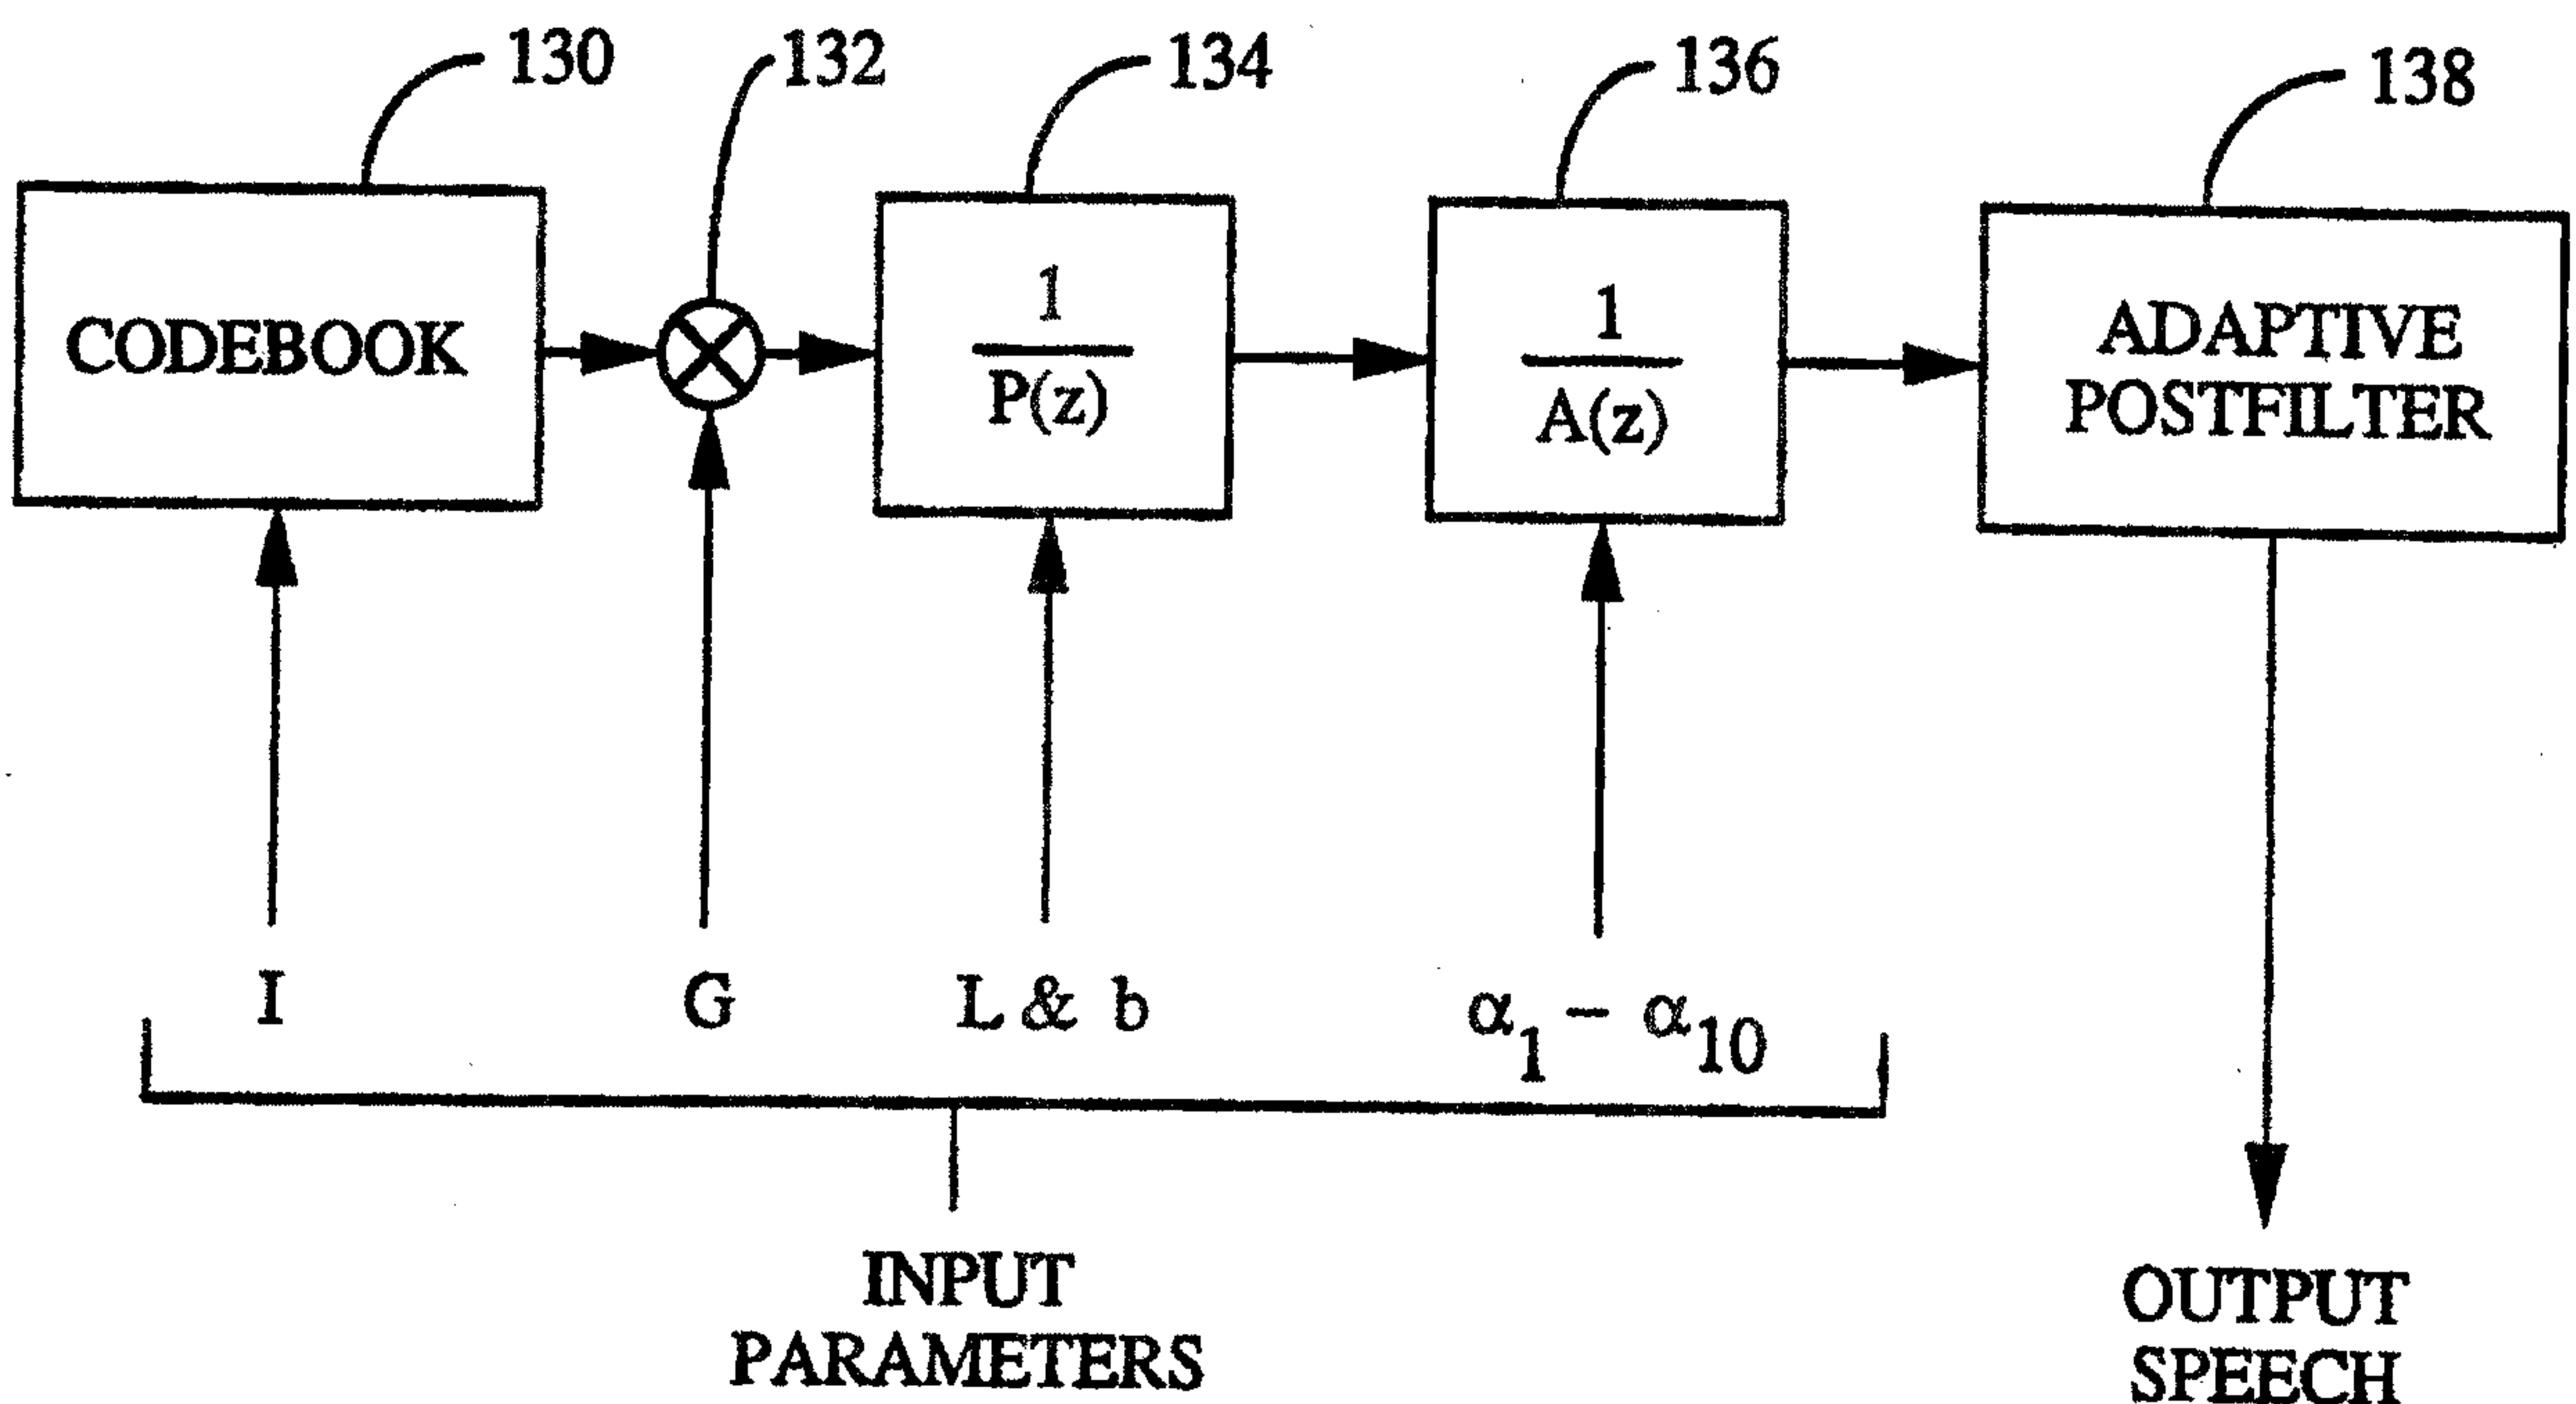 130
132
134
136
138
CODEBOOK
1
P(z)
1
A(z)
ADAPTIVE
POSTFILTER
I
G
L & b
α1 – α10
INPUT
PARAMETERS
OUTPUT
SPEECH